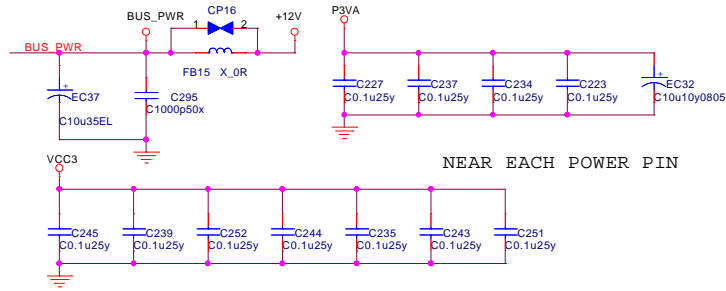 CP16
BUS_PWR 1 2 +12V
BUS_PWR
FB15 X_0R
EC37
C10u35EL
C295
C1000p50x
P3VA
C227 C237 C234 C223 EC32
C0.1u25y C0.1u25y C0.1u25y C0.1u25y C10u10y0805
NEAR EACH POWER PIN
VCC3
C245 C239 C252 C244 C235 C243 C251
C0.1u25y C0.1u25y C0.1u25y C0.1u25y C0.1u25y C0.1u25y C0.1u25y